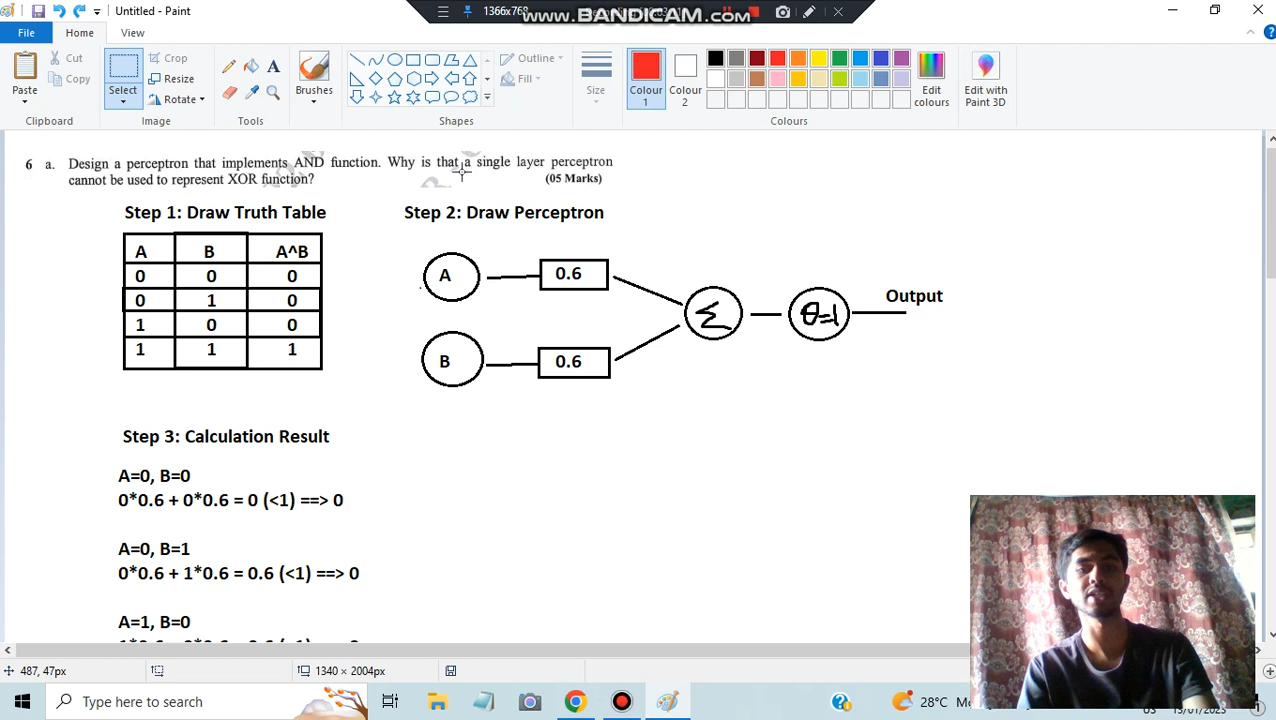 Untitled - Paint
1366x768
www.BANDICAM.com
File
Home
View
Paste
Cut
Copy
Clipboard
Select
Crop
Resize
Rotate
Image
A
Tools
Brushes
Shapes
Outline
Fill
Size
Colour 1
Colour 2
Edit colours
Edit with Paint 3D
Colours
6 a. Design a perceptron that implements AND function. Why is that a single layer perceptron
cannot be used to represent XOR function? (05 Marks)
Step 1: Draw Truth Table
A B A^B
0 0 0
0 1 0
1 0 0
1 1 1
Step 2: Draw Perceptron
A 0.6
Σ θ=1 Output
B 0.6
Step 3: Calculation Result
A=0, B=0
0*0.6 + 0*0.6 = 0 (<1) ==> 0
A=0, B=1
0*0.6 + 1*0.6 = 0.6 (<1) ==> 0
A=1, B=0
487, 47px
1340 × 2004px
Type here to search
28°C